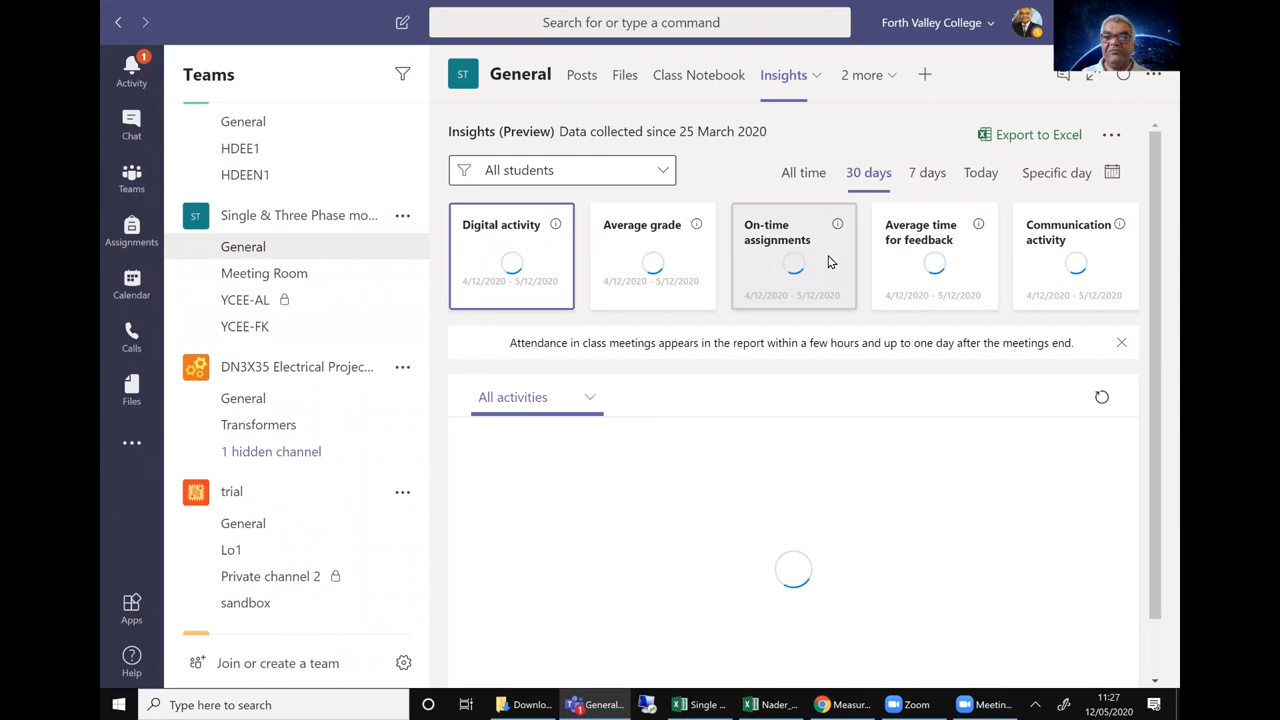 Search for or type a command
Forth Valley College
1
Activity
Chat
Teams
Assignments
Calendar
Calls
Files
Apps
Help
Teams
General
HDEE1
HDEEN1
ST
Single & Three Phase mo...
General
Meeting Room
YCEE-AL
YCEE-FK
DN3X35 Electrical Projec...
General
Transformers
1 hidden channel
trial
General
Lo1
Private channel 2
sandbox
Join or create a team
ST
General
Posts
Files
Class Notebook
Insights
2 more
Insights (Preview) Data collected since 25 March 2020
Export to Excel
All students
All time
30 days
7 days
Today
Specific day
Digital activity
4/12/2020 - 5/12/2020
Average grade
4/12/2020 - 5/12/2020
On-time
assignments
4/12/2020 - 5/12/2020
Average time
for feedback
4/12/2020 - 5/12/2020
Communication
activity
4/12/2020 - 5/12/2020
Attendance in class meetings appears in the report within a few hours and up to one day after the meetings end.
All activities
Type here to search
Downlo...
1
General...
Single ...
Nader_...
Measur...
Zoom
Meetin...
11:27
12/05/2020